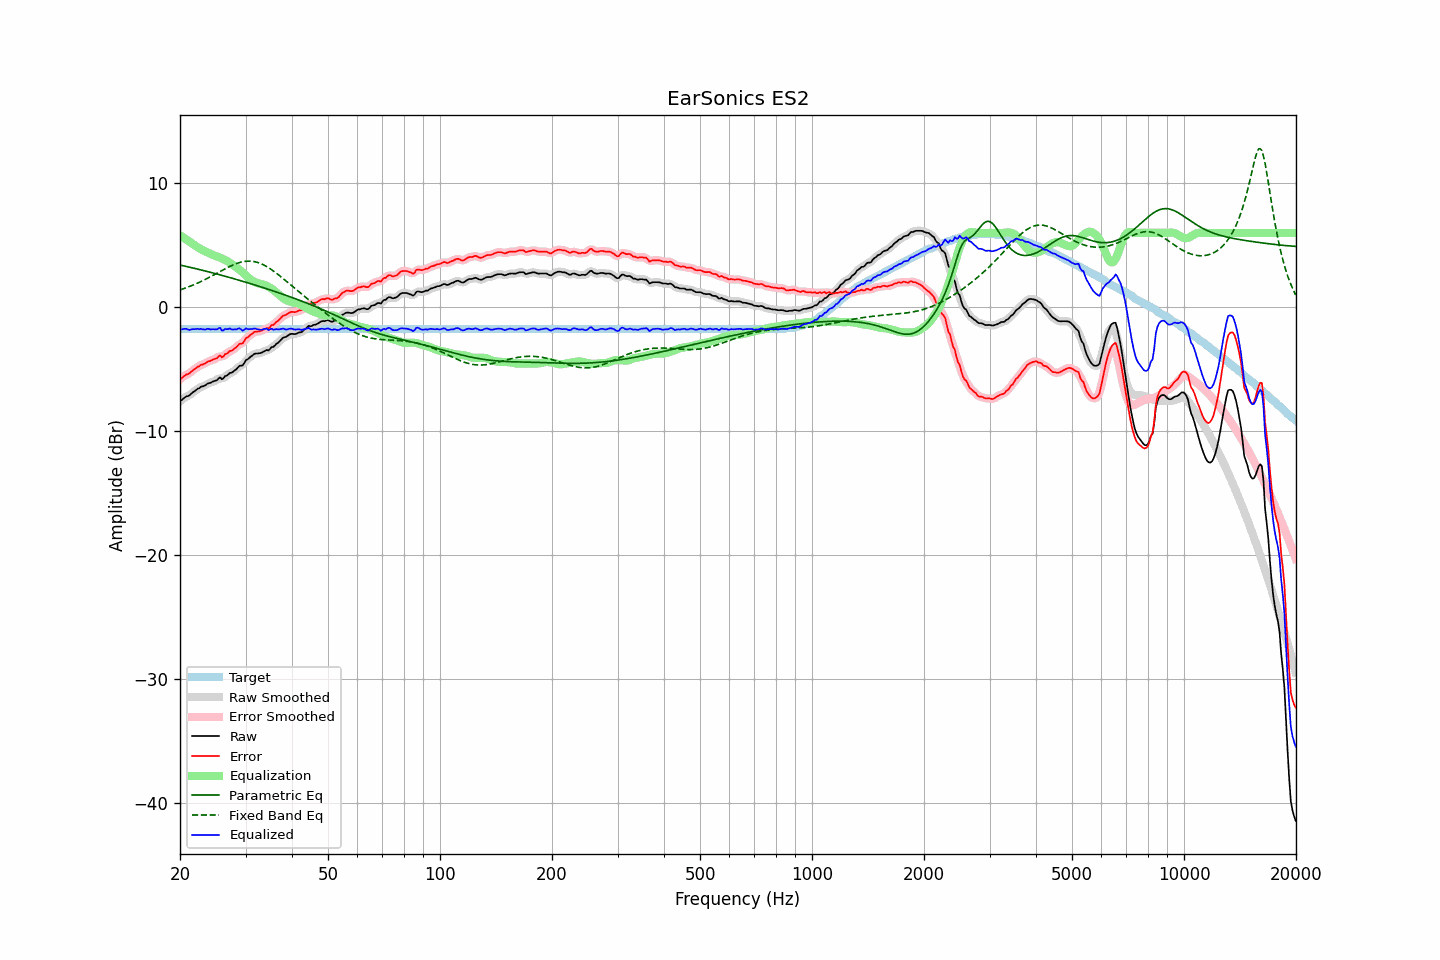 EarSonics ES2
Amplitude (dBr)
10
0
−10
−20
−30
−40
Target
Raw Smoothed
Error Smoothed
Raw
Error
Equalization
Parametric Eq
Fixed Band Eq
Equalized
20 50 100 200 500 1000 2000 5000 10000 20000
Frequency (Hz)